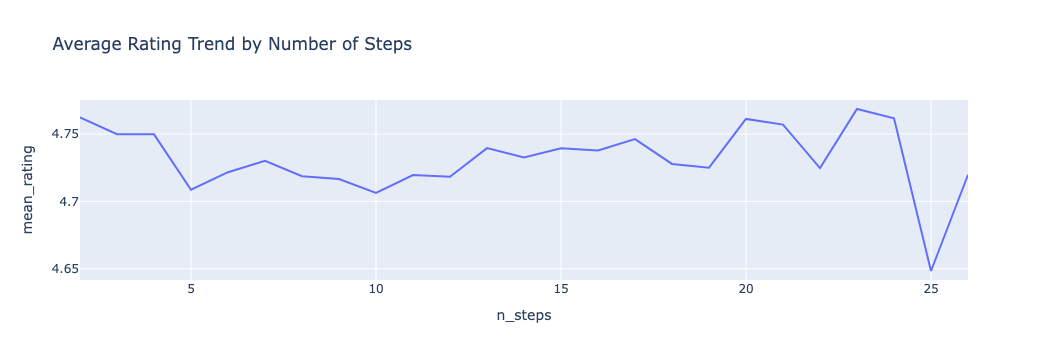 Average Rating Trend by Number of Steps
mean_rating
4.75
4.7
4.65
5 10 15 20 25
n_steps